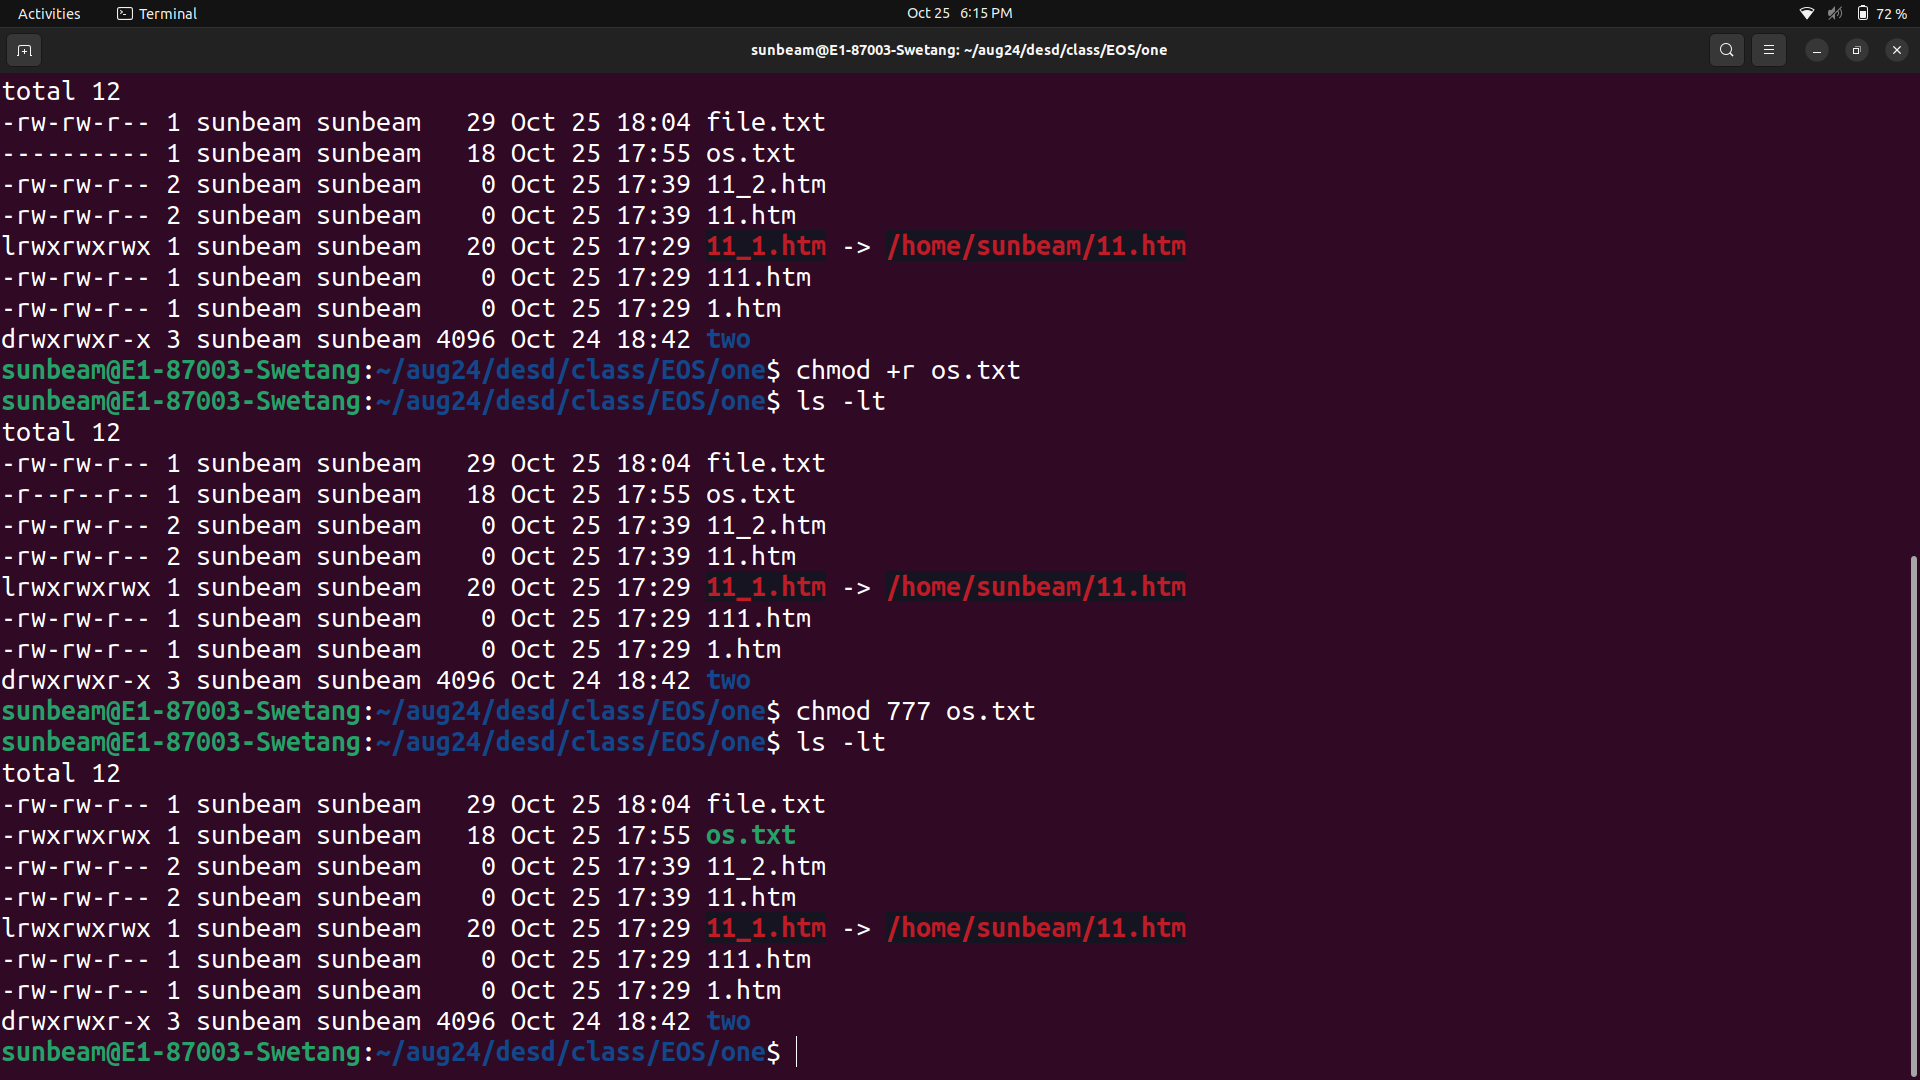 Activities Terminal Oct 25 6:15 PM 72 %
sunbeam@E1-87003-Swetang: ~/aug24/desd/class/EOS/one
total 12
-rw-rw-r-- 1 sunbeam sunbeam   29 Oct 25 18:04 file.txt
---------- 1 sunbeam sunbeam   18 Oct 25 17:55 os.txt
-rw-rw-r-- 2 sunbeam sunbeam    0 Oct 25 17:39 11_2.htm
-rw-rw-r-- 2 sunbeam sunbeam    0 Oct 25 17:39 11.htm
lrwxrwxrwx 1 sunbeam sunbeam   20 Oct 25 17:29 11_1.htm -> /home/sunbeam/11.htm
-rw-rw-r-- 1 sunbeam sunbeam    0 Oct 25 17:29 111.htm
-rw-rw-r-- 1 sunbeam sunbeam    0 Oct 25 17:29 1.htm
drwxrwxr-x 3 sunbeam sunbeam 4096 Oct 24 18:42 two
sunbeam@E1-87003-Swetang:~/aug24/desd/class/EOS/one$ chmod +r os.txt
sunbeam@E1-87003-Swetang:~/aug24/desd/class/EOS/one$ ls -lt
total 12
-rw-rw-r-- 1 sunbeam sunbeam   29 Oct 25 18:04 file.txt
-r--r--r-- 1 sunbeam sunbeam   18 Oct 25 17:55 os.txt
-rw-rw-r-- 2 sunbeam sunbeam    0 Oct 25 17:39 11_2.htm
-rw-rw-r-- 2 sunbeam sunbeam    0 Oct 25 17:39 11.htm
lrwxrwxrwx 1 sunbeam sunbeam   20 Oct 25 17:29 11_1.htm -> /home/sunbeam/11.htm
-rw-rw-r-- 1 sunbeam sunbeam    0 Oct 25 17:29 111.htm
-rw-rw-r-- 1 sunbeam sunbeam    0 Oct 25 17:29 1.htm
drwxrwxr-x 3 sunbeam sunbeam 4096 Oct 24 18:42 two
sunbeam@E1-87003-Swetang:~/aug24/desd/class/EOS/one$ chmod 777 os.txt
sunbeam@E1-87003-Swetang:~/aug24/desd/class/EOS/one$ ls -lt
total 12
-rw-rw-r-- 1 sunbeam sunbeam   29 Oct 25 18:04 file.txt
-rwxrwxrwx 1 sunbeam sunbeam   18 Oct 25 17:55 os.txt
-rw-rw-r-- 2 sunbeam sunbeam    0 Oct 25 17:39 11_2.htm
-rw-rw-r-- 2 sunbeam sunbeam    0 Oct 25 17:39 11.htm
lrwxrwxrwx 1 sunbeam sunbeam   20 Oct 25 17:29 11_1.htm -> /home/sunbeam/11.htm
-rw-rw-r-- 1 sunbeam sunbeam    0 Oct 25 17:29 111.htm
-rw-rw-r-- 1 sunbeam sunbeam    0 Oct 25 17:29 1.htm
drwxrwxr-x 3 sunbeam sunbeam 4096 Oct 24 18:42 two
sunbeam@E1-87003-Swetang:~/aug24/desd/class/EOS/one$